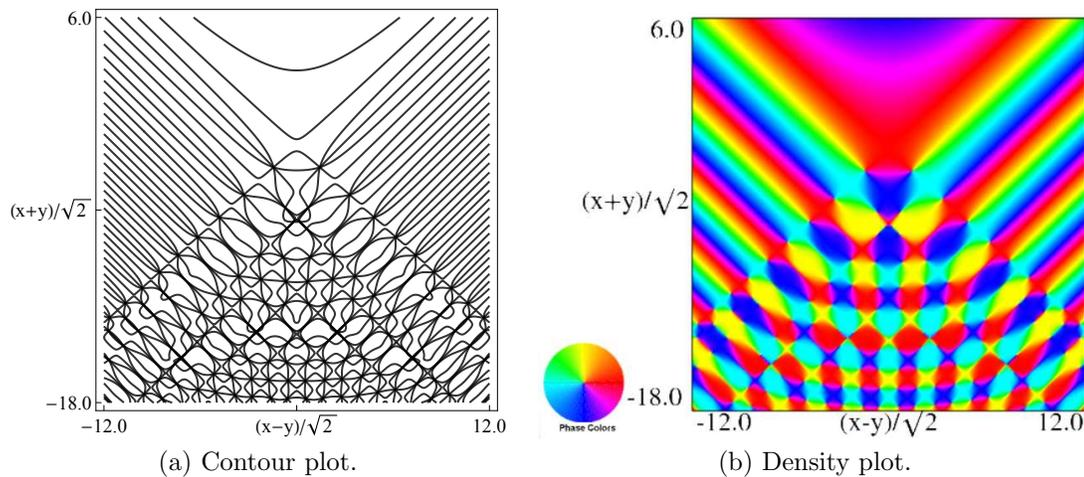 6.0
(x+y)/√2
−18.0
−12.0
(x−y)/√2
12.0
(a) Contour plot.
6.0
(x+y)/√2
-18.0
Phase Colors
-12.0
(x-y)/√2
12.0
(b) Density plot.